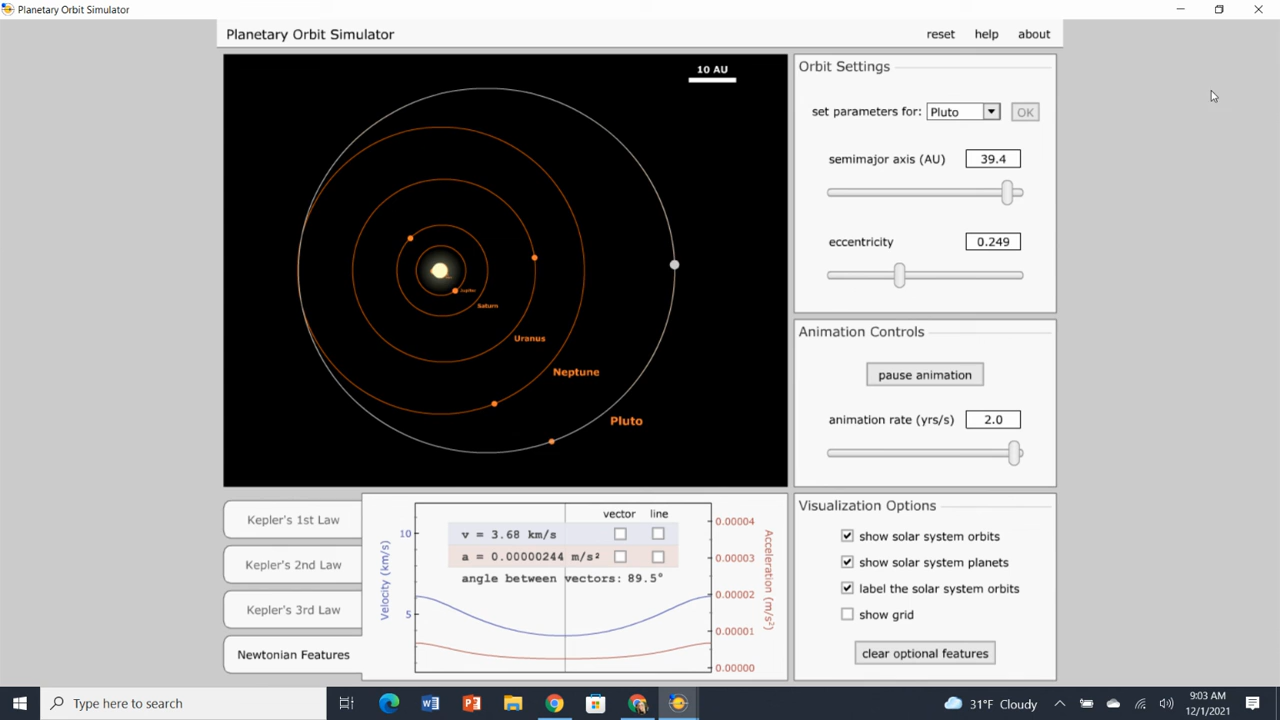 Planetary Orbit Simulator
Planetary Orbit Simulator
reset help about
10 AU
Jupiter
Saturn
Uranus
Neptune
Pluto
Orbit Settings
set parameters for: Pluto OK
semimajor axis (AU) 39.4
eccentricity 0.249
Animation Controls
pause animation
animation rate (yrs/s) 2.0
Kepler's 1st Law
Kepler's 2nd Law
Kepler's 3rd Law
Newtonian Features
vector line
v = 3.68 km/s
a = 0.00000244 m/s²
angle between vectors: 89.5°
Velocity (km/s)
10
5
Acceleration (m/s²)
0.00004
0.00003
0.00002
0.00001
0.00000
Visualization Options
show solar system orbits
show solar system planets
label the solar system orbits
show grid
clear optional features
Type here to search
31°F Cloudy
9:03 AM
12/1/2021